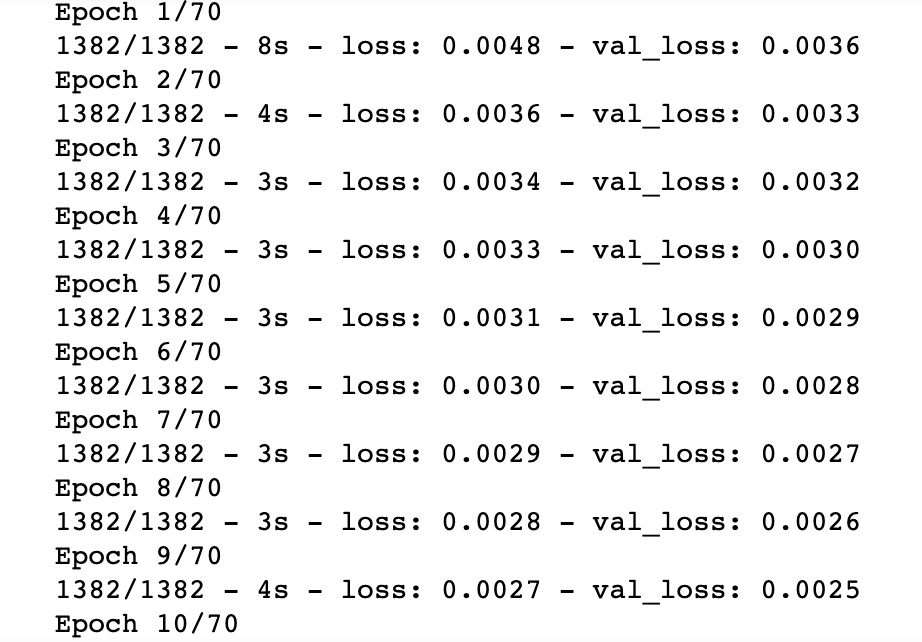 Epoch 1/70
1382/1382 - 8s - loss: 0.0048 - val_loss: 0.0036
Epoch 2/70
1382/1382 - 4s - loss: 0.0036 - val_loss: 0.0033
Epoch 3/70
1382/1382 - 3s - loss: 0.0034 - val_loss: 0.0032
Epoch 4/70
1382/1382 - 3s - loss: 0.0033 - val_loss: 0.0030
Epoch 5/70
1382/1382 - 3s - loss: 0.0031 - val_loss: 0.0029
Epoch 6/70
1382/1382 - 3s - loss: 0.0030 - val_loss: 0.0028
Epoch 7/70
1382/1382 - 3s - loss: 0.0029 - val_loss: 0.0027
Epoch 8/70
1382/1382 - 3s - loss: 0.0028 - val_loss: 0.0026
Epoch 9/70
1382/1382 - 4s - loss: 0.0027 - val_loss: 0.0025
Epoch 10/70